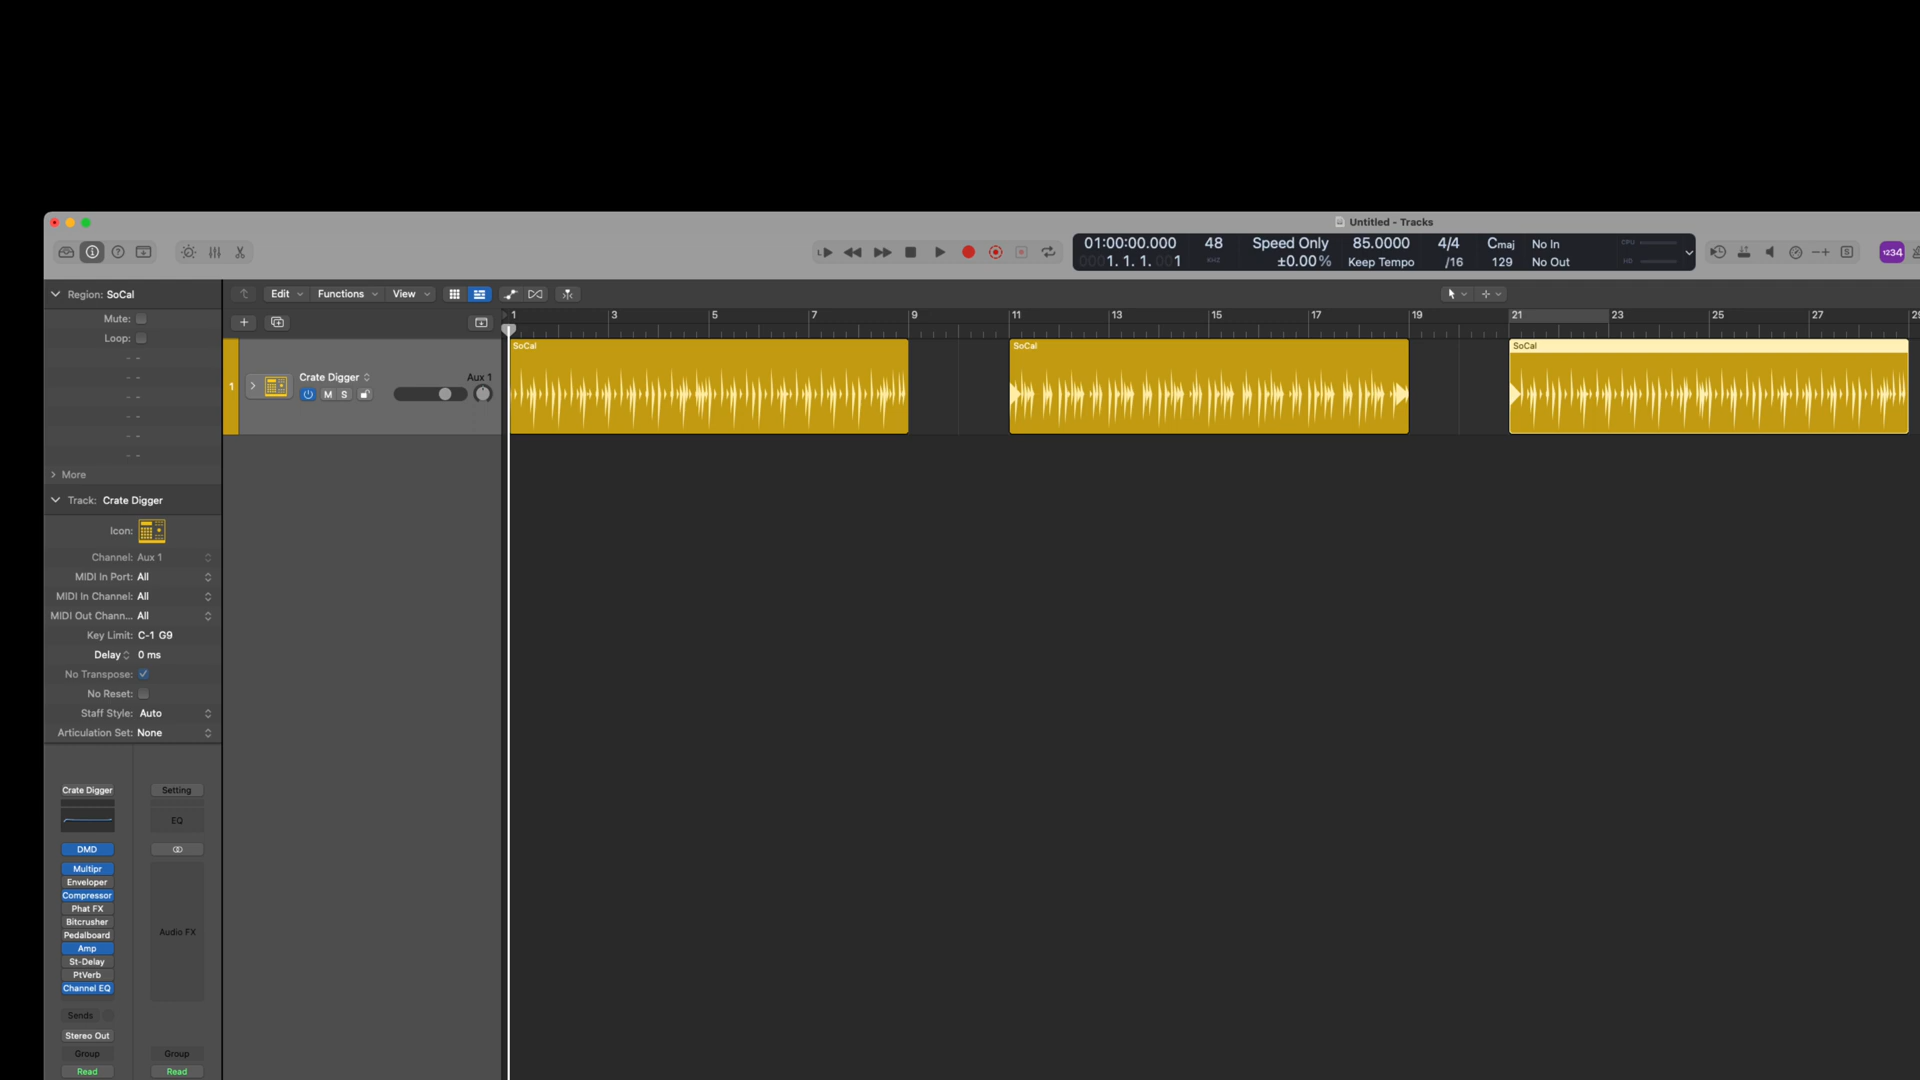 Untitled - Tracks
01:00:00.000 48 Speed Only 85.0000 4/4 Cmaj No In CPU
1. 1. 1. 1 KHZ ±0.00% Keep Tempo /16 129 No Out HD
1234
Region: SoCal
Edit Functions View
Mute:
Loop:
1 3 5 7 9 11 13 15 17 19 21 23 25 27 29
SoCal SoCal SoCal
1 Crate Digger Aux 1
M S
More
Track: Crate Digger
Icon:
Channel: Aux 1
MIDI In Port: All
MIDI In Channel: All
MIDI Out Chann... All
Key Limit: C-1 G9
Delay 0 ms
No Transpose:
No Reset:
Staff Style: Auto
Articulation Set: None
Crate Digger Setting
EQ
DMD
Multipr
Enveloper
Compressor
Phat FX
Bitcrusher
Pedalboard
Audio FX
Amp
St-Delay
PtVerb
Channel EQ
Sends
Stereo Out
Group Group
Read Read